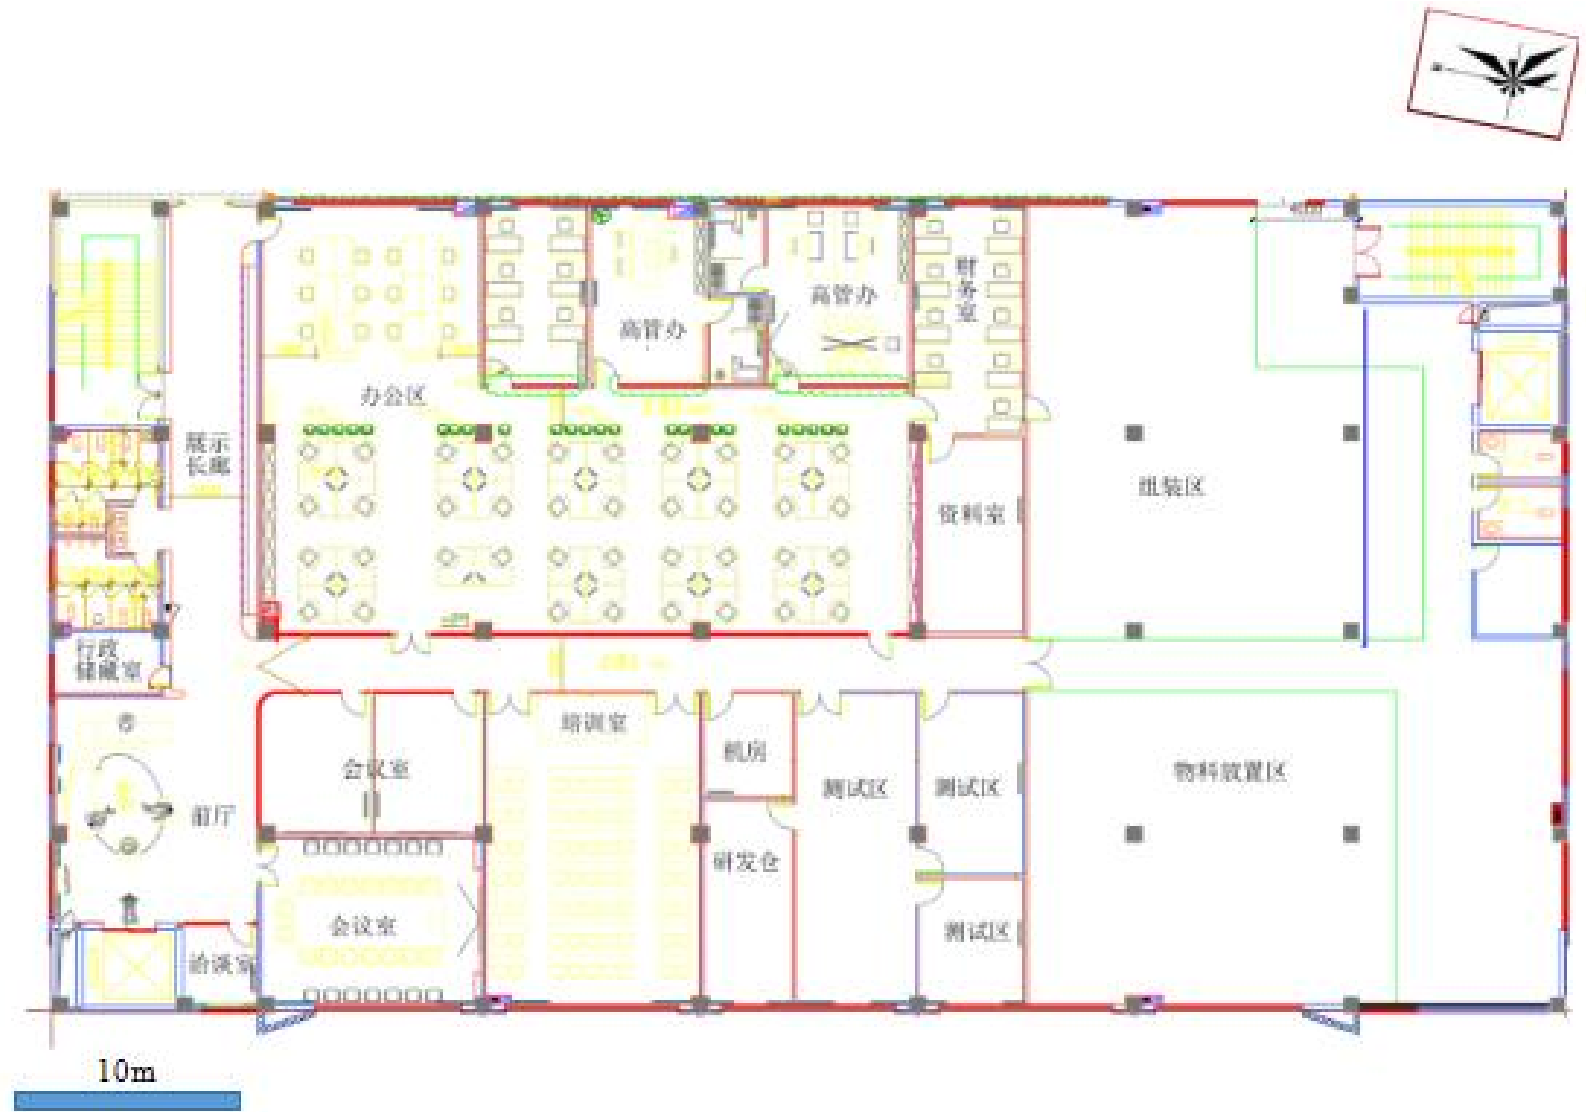 财
务
室
高管办
高管办
办公区
展示
长廊
组装区
资料室
行政
储藏室
培训室
机房
会议室
测试区
测试区
物料放置区
前厅
研发仓
会议室
测试区
洽谈室
10m